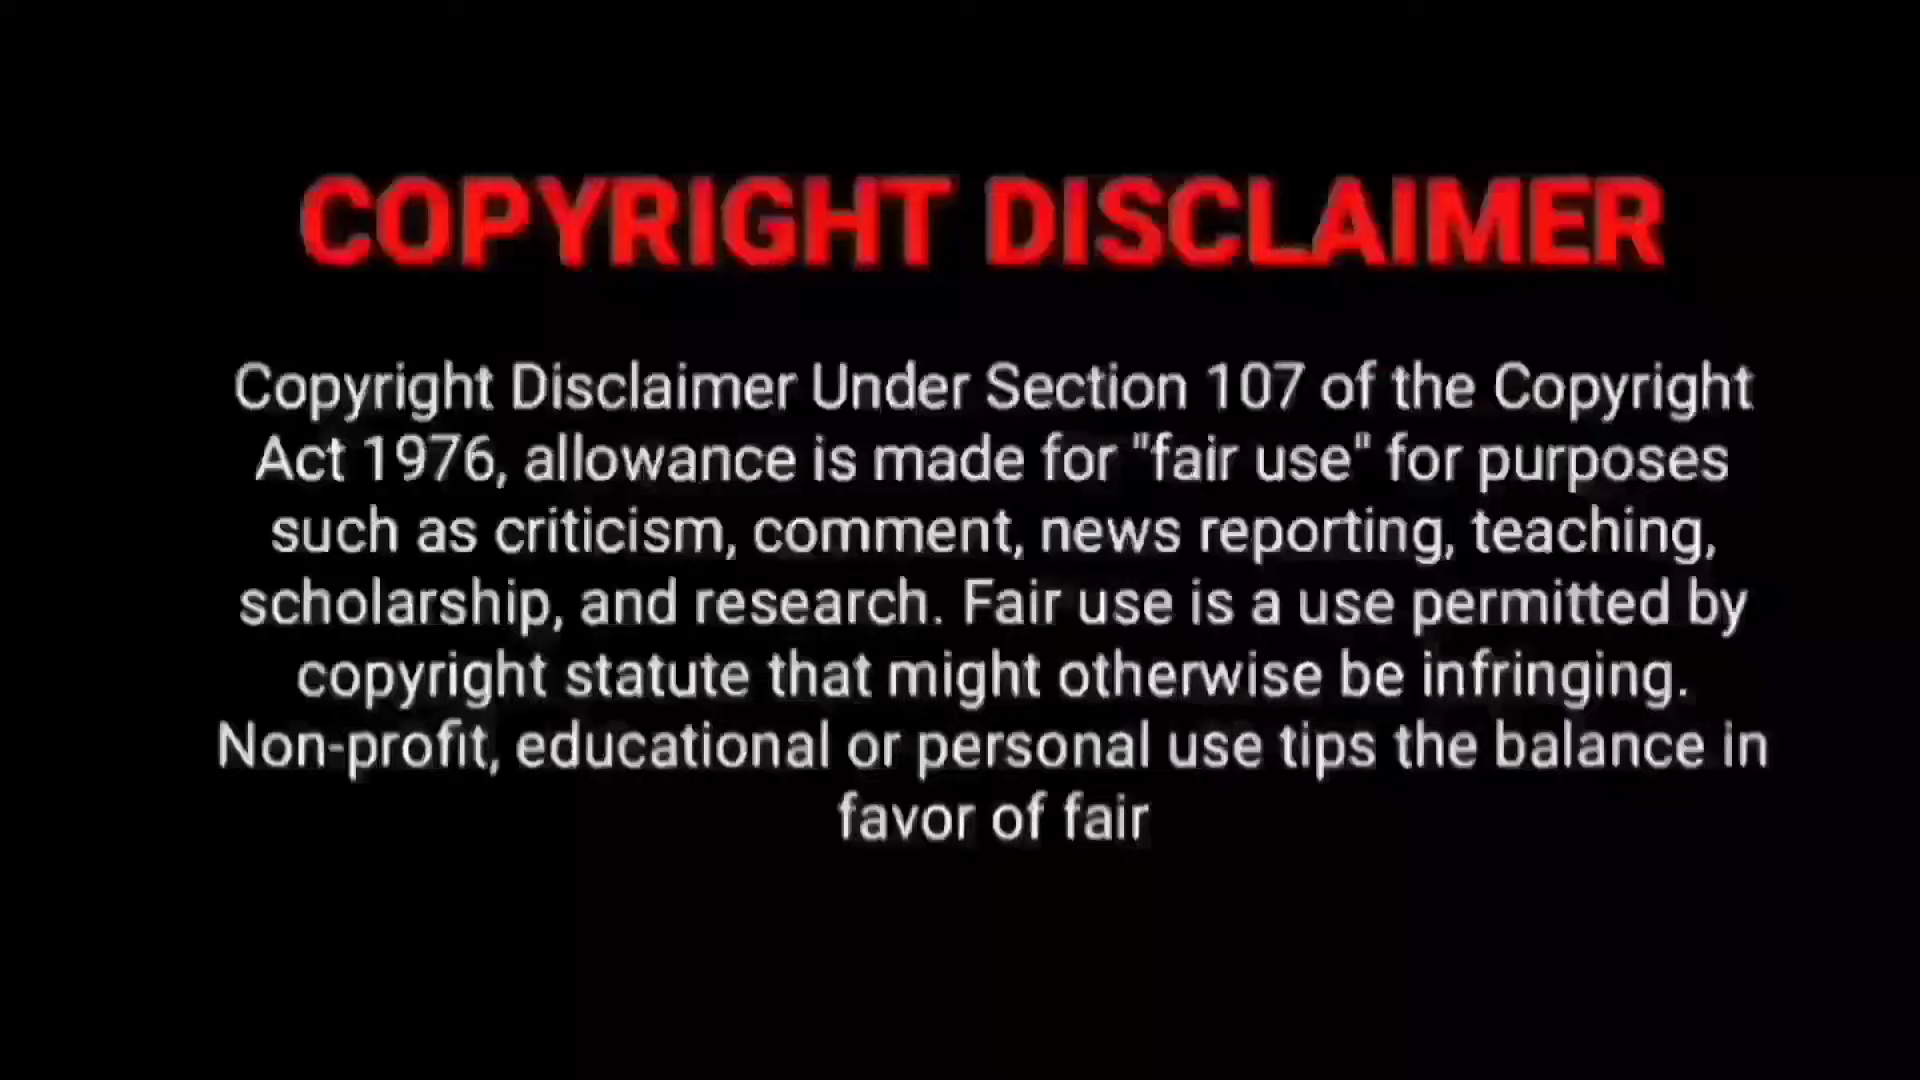 COPYRIGHT DISCLAIMER
Copyright Disclaimer Under Section 107 of the Copyright
Act 1976, allowance is made for "fair use" for purposes
such as criticism, comment, news reporting, teaching,
scholarship, and research. Fair use is a use permitted by
copyright statute that might otherwise be infringing.
Non-profit, educational or personal use tips the balance in
favor of fair